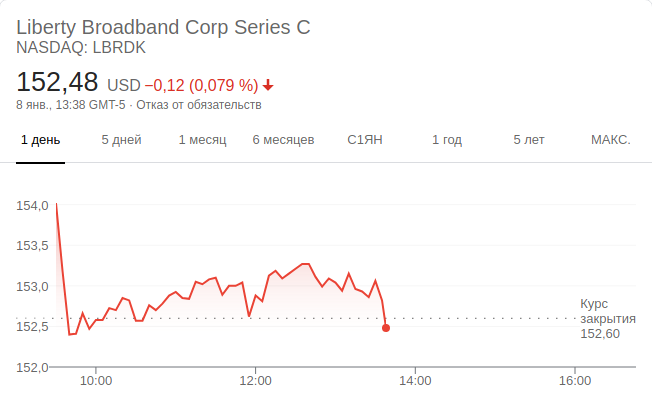 Liberty Broadband Corp Series C
NASDAQ: LBRDK
152,48 USD −0,12 (0,079 %)
8 янв., 13:38 GMT-5 · Отказ от обязательств
1 день 5 дней 1 месяц 6 месяцев С1ЯН 1 год 5 лет МАКС.
154,0
153,5
153,0
Курс
закрытия
152,5
152,60
152,0
10:00 12:00 14:00 16:00